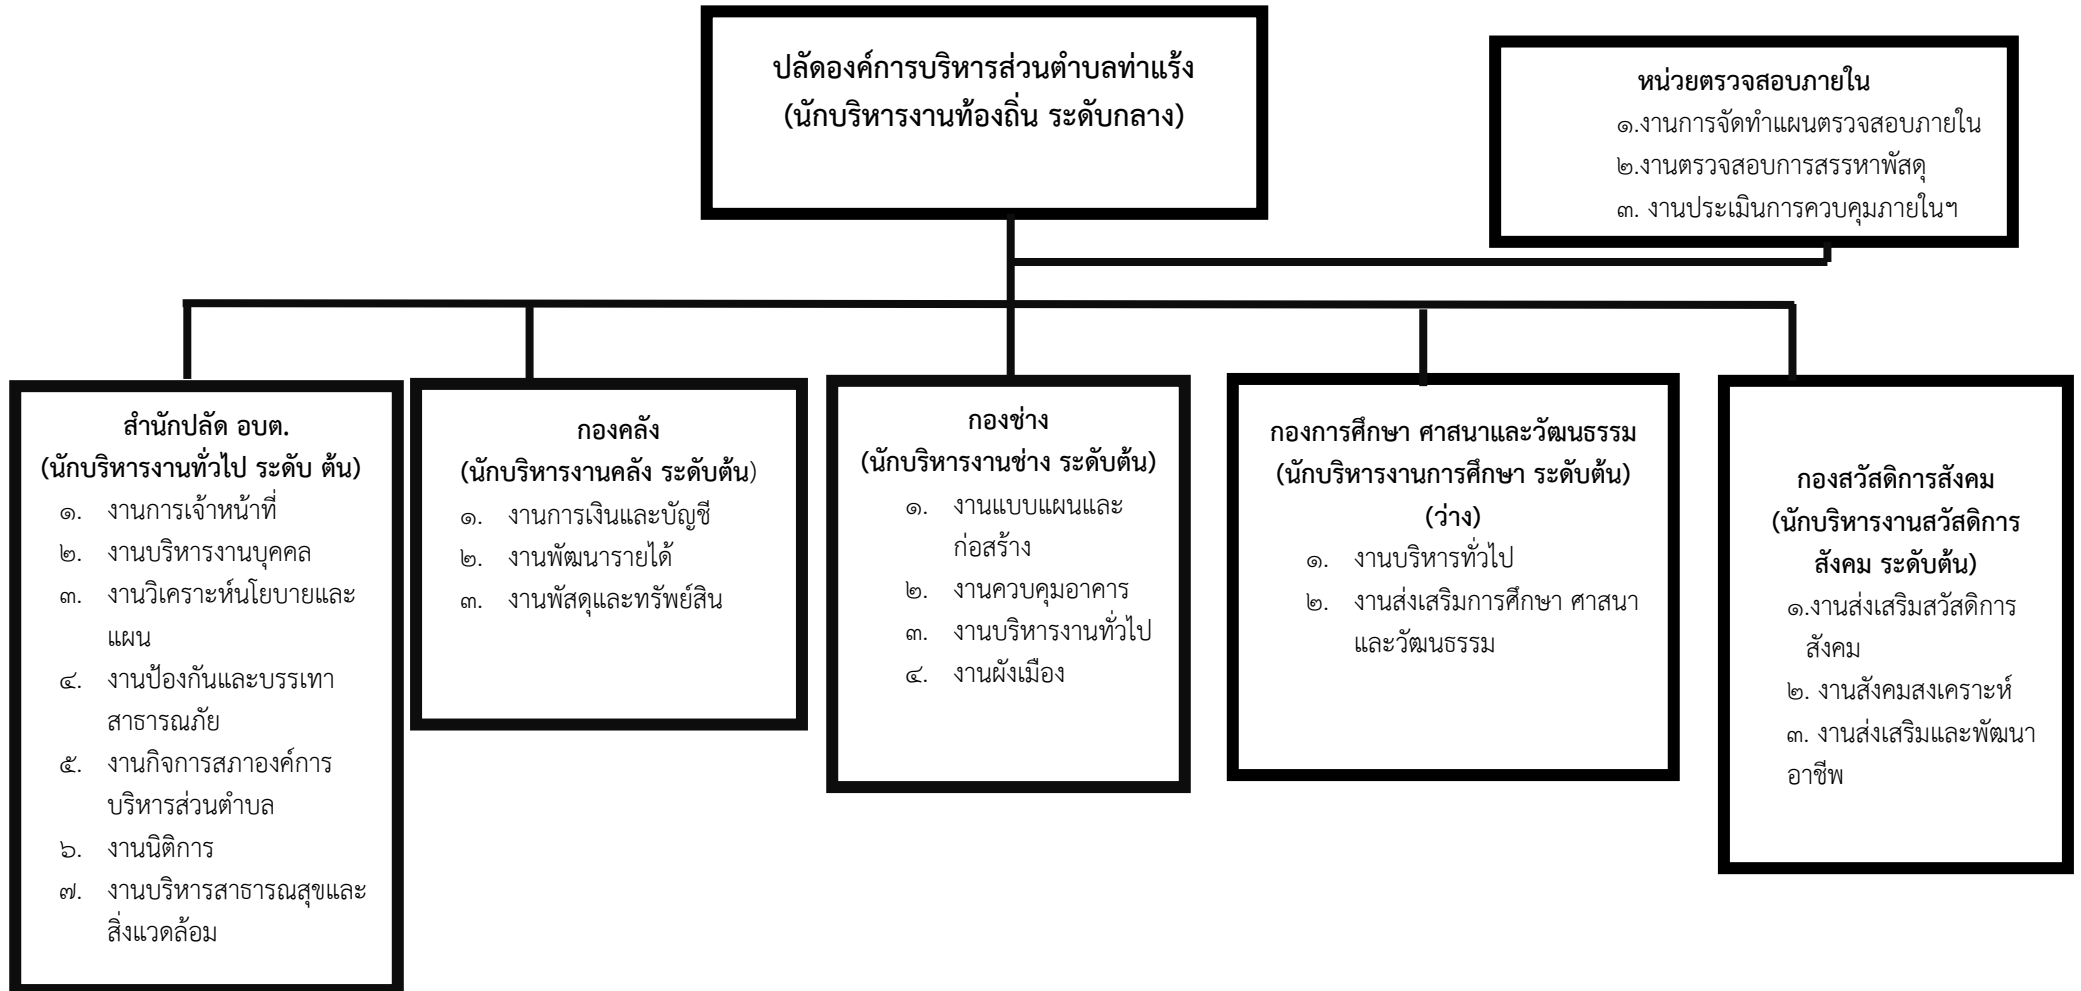 ปลัดองค์การบริหารส่วนตำบลท่าแร้ง
(นักบริหารงานท้องถิ่น ระดับกลาง)
หน่วยตรวจสอบภายใน
๑.งานการจัดทำแผนตรวจสอบภายใน
๒.งานตรวจสอบการสรรหาพัสดุ
๓. งานประเมินการควบคุมภายในฯ
สำนักปลัด อบต.
(นักบริหารงานทั่วไป ระดับ ต้น)
๑. งานการเจ้าหน้าที่
๒. งานบริหารงานบุคคล
๓. งานวิเคราะห์นโยบายและ
แผน
๔. งานป้องกันและบรรเทา
สาธารณภัย
๕. งานกิจการสภาองค์การ
บริหารส่วนตำบล
๖. งานนิติการ
๗. งานบริหารสาธารณสุขและ
สิ่งแวดล้อม
กองคลัง
(นักบริหารงานคลัง ระดับต้น)
๑. งานการเงินและบัญชี
๒. งานพัฒนารายได้
๓. งานพัสดุและทรัพย์สิน
กองช่าง
(นักบริหารงานช่าง ระดับต้น)
๑. งานแบบแผนและ
ก่อสร้าง
๒. งานควบคุมอาคาร
๓. งานบริหารงานทั่วไป
๔. งานผังเมือง
กองการศึกษา ศาสนาและวัฒนธรรม
(นักบริหารงานการศึกษา ระดับต้น)
(ว่าง)
๑. งานบริหารทั่วไป
๒. งานส่งเสริมการศึกษา ศาสนา
และวัฒนธรรม
กองสวัสดิการสังคม
(นักบริหารงานสวัสดิการ
สังคม ระดับต้น)
๑.งานส่งเสริมสวัสดิการ
สังคม
๒. งานสังคมสงเคราะห์
๓. งานส่งเสริมและพัฒนา
อาชีพ